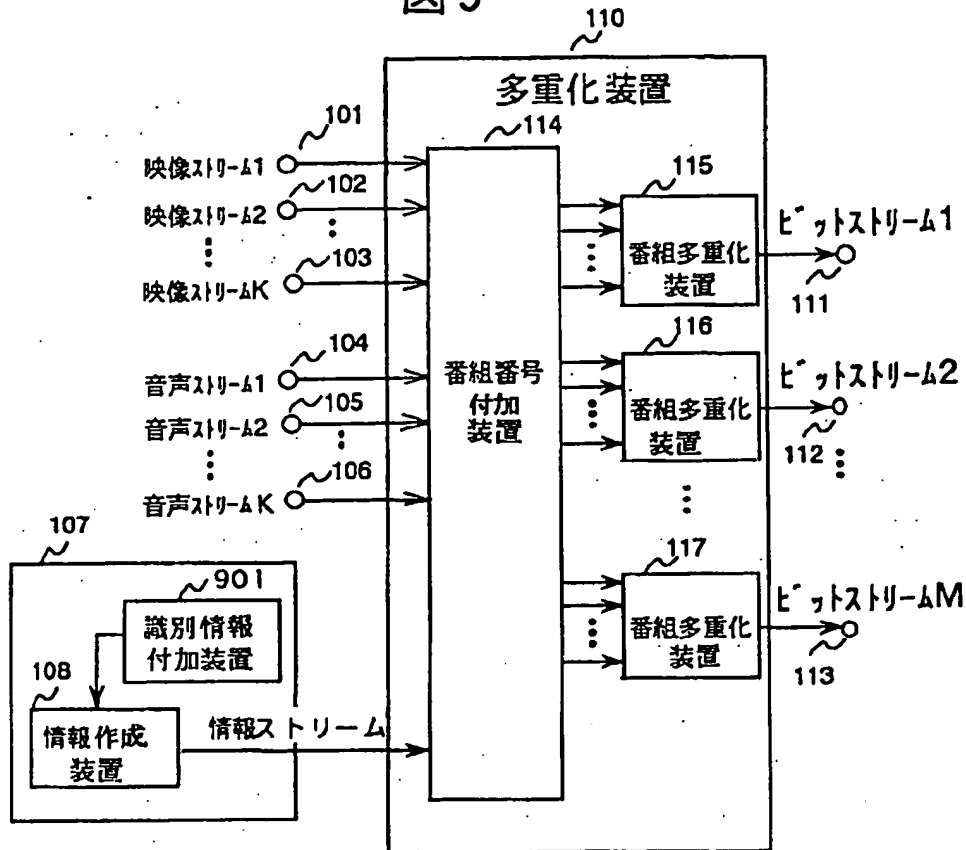 図9
110
多重化装置
101
114
映像ストリーム1
102
115
映像ストリーム2
ビットストリーム1
103
番組多重化
装置
映像ストリームK
111
104
116
音声ストリーム1
番組番号
付加
装置
ビットストリーム2
105
番組多重化
装置
音声ストリーム2
112
106
音声ストリームK
107
117
901
ビットストリームM
識別情報
付加装置
番組多重化
装置
108
113
情報作成
装置
情報ストリーム